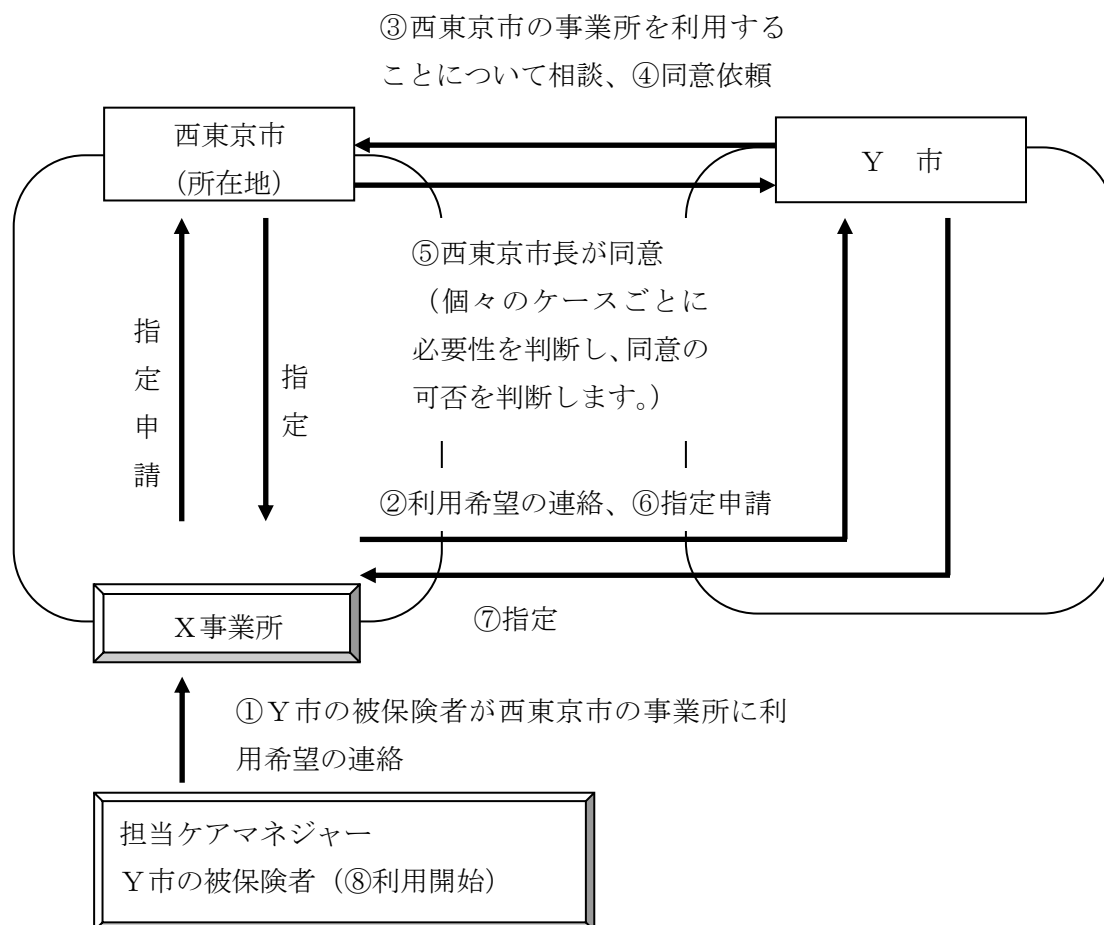 ③西東京市の事業所を利用する
ことについて相談、④同意依頼
西東京市
（所在地）
Ｙ　市
⑤西東京市長が同意
（個々のケースごとに
必要性を判断し、同意の
可否を判断します。）
指定申請
指定
②利用希望の連絡、⑥指定申請
⑦指定
Ｘ事業所
①Ｙ市の被保険者が西東京市の事業所に利
用希望の連絡
担当ケアマネジャー
Ｙ市の被保険者（⑧利用開始）